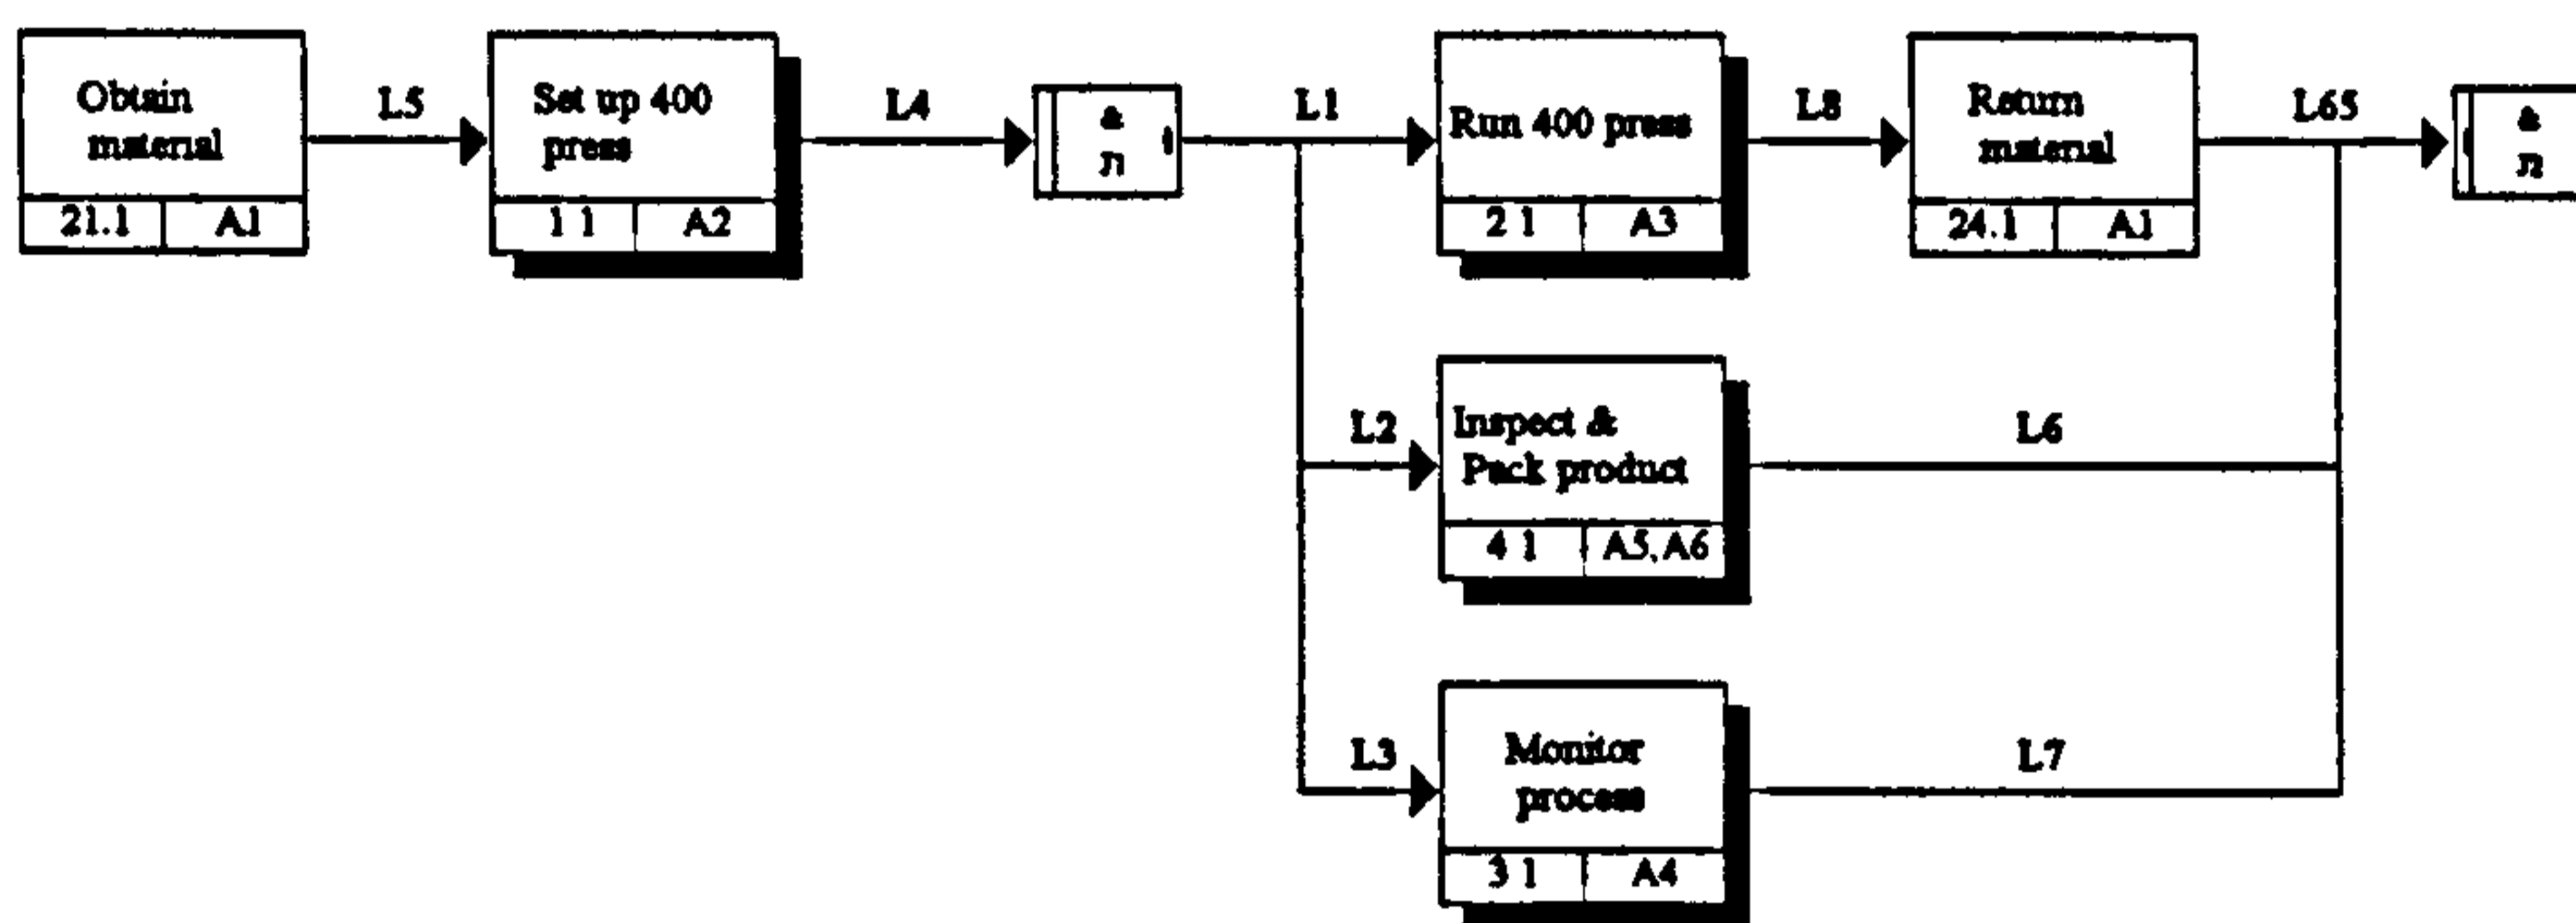 Obtain
material
21.1 A1
L5
Set up 400
press
1 1 A2
L4
&
J1
L1
Run 400 press
2 1 A3
L8
Return
material
24.1 A1
L65
&
J2
L2
Inspect &
Pack product
4 1 A5, A6
L6
L3
Monitor
process
3 1 A4
L7